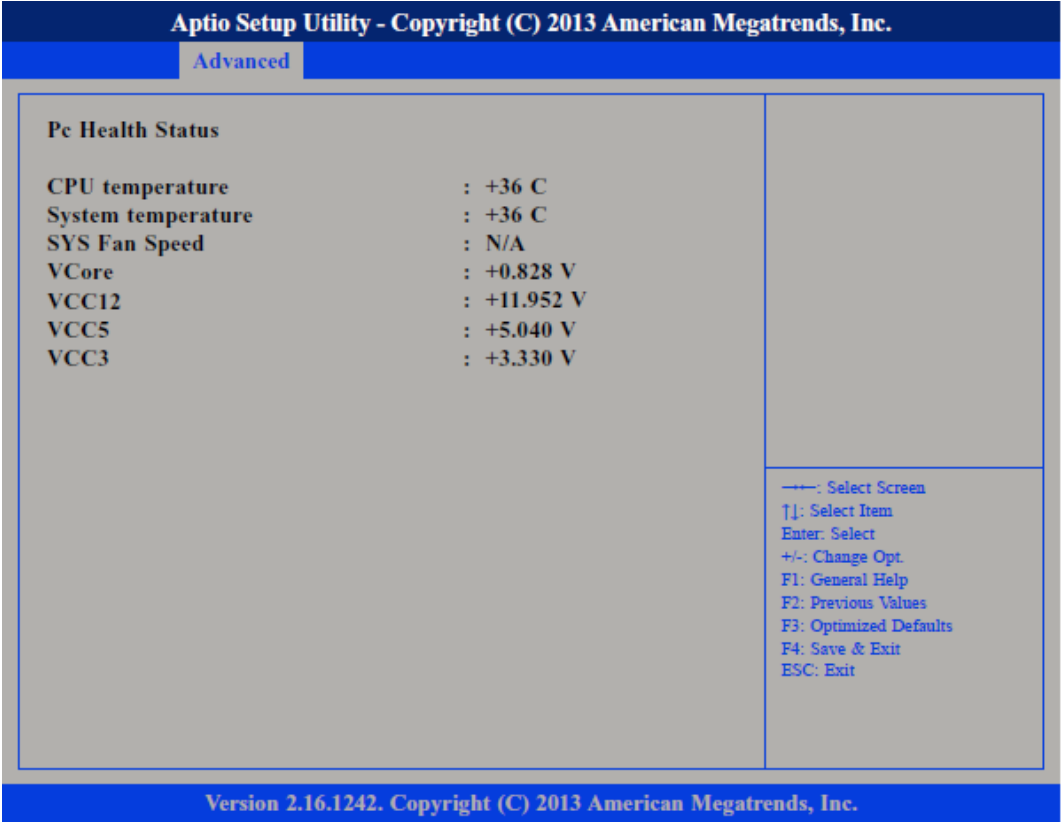 Aptio Setup Utility - Copyright (C) 2013 American Megatrends, Inc.
Advanced
Pc Health Status
CPU temperature : +36 C
System temperature : +36 C
SYS Fan Speed : N/A
VCore : +0.828 V
VCC12 : +11.952 V
VCC5 : +5.040 V
VCC3 : +3.330 V
→←: Select Screen
↑↓: Select Item
Enter: Select
+/-: Change Opt.
F1: General Help
F2: Previous Values
F3: Optimized Defaults
F4: Save & Exit
ESC: Exit
Version 2.16.1242. Copyright (C) 2013 American Megatrends, Inc.